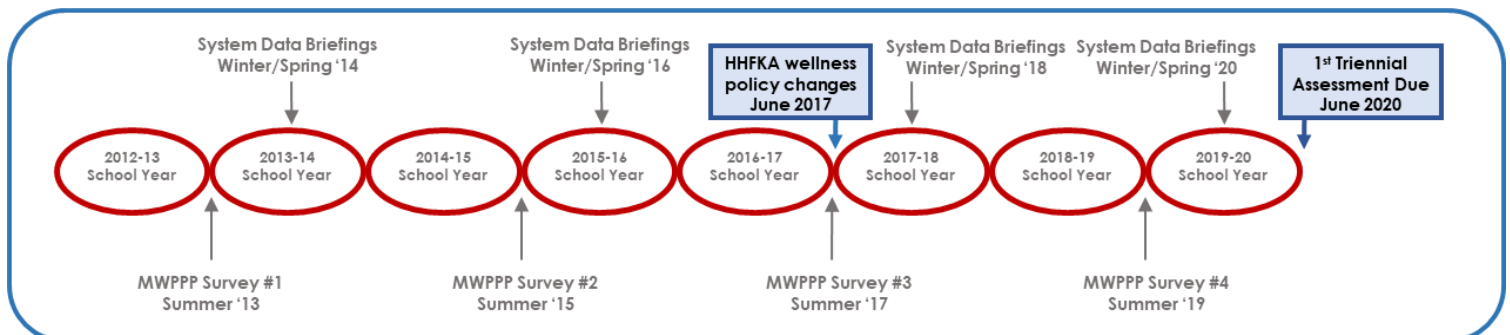 System Data Briefings
Winter/Spring ‘14
System Data Briefings
Winter/Spring ‘16
HHFKA wellness
policy changes
June 2017
System Data Briefings
Winter/Spring ‘18
System Data Briefings
Winter/Spring ‘20
1st Triennial
Assessment Due
June 2020
2012-13
School Year
2013-14
School Year
2014-15
School Year
2015-16
School Year
2016-17
School Year
2017-18
School Year
2018-19
School Year
2019-20
School Year
MWPPP Survey #1
Summer ‘13
MWPPP Survey #2
Summer ‘15
MWPPP Survey #3
Summer ‘17
MWPPP Survey #4
Summer ‘19